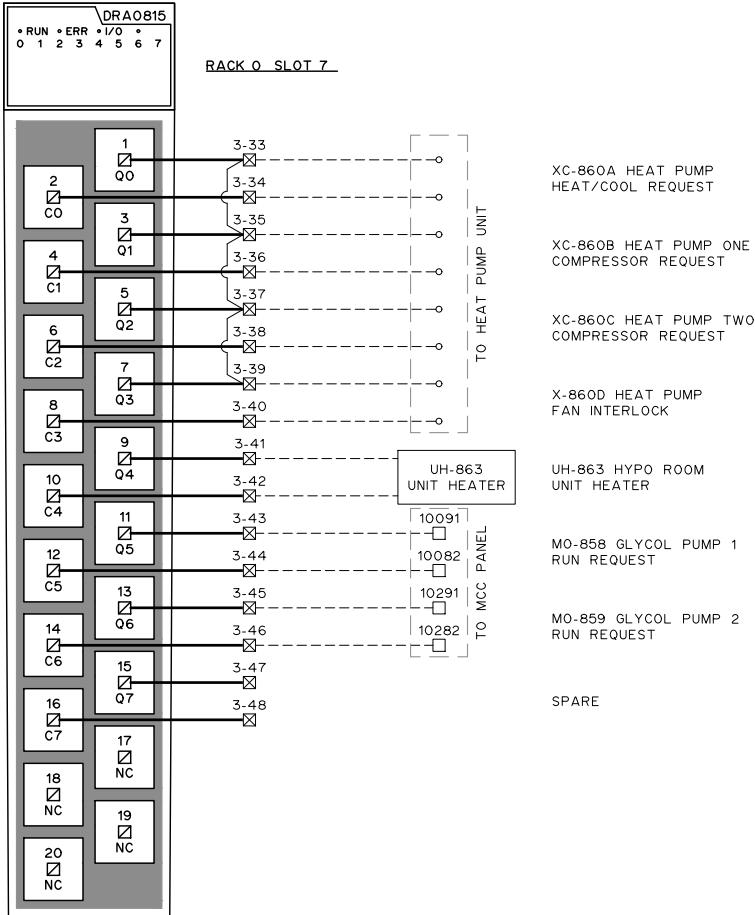 DRA0815
RUN ERR I/O
0 1 2 3 4 5 6 7
RACK 0 SLOT 7
1
Q0
2
C0
3
Q1
4
C1
5
Q2
6
C2
7
Q3
8
C3
9
Q4
10
C4
11
Q5
12
C5
13
Q6
14
C6
15
Q7
16
C7
17
NC
18
NC
19
NC
20
NC
3-33
3-34
3-35
3-36
3-37
3-38
3-39
3-40
3-41
3-42
3-43
3-44
3-45
3-46
3-47
3-48
TO HEAT PUMP UNIT
UH-863
UNIT HEATER
10091
10082
10291
10282
TO MCC PANEL
XC-860A HEAT PUMP
HEAT/COOL REQUEST
XC-860B HEAT PUMP ONE
COMPRESSOR REQUEST
XC-860C HEAT PUMP TWO
COMPRESSOR REQUEST
X-860D HEAT PUMP
FAN INTERLOCK
UH-863 HYPO ROOM
UNIT HEATER
MO-858 GLYCOL PUMP 1
RUN REQUEST
MO-859 GLYCOL PUMP 2
RUN REQUEST
SPARE